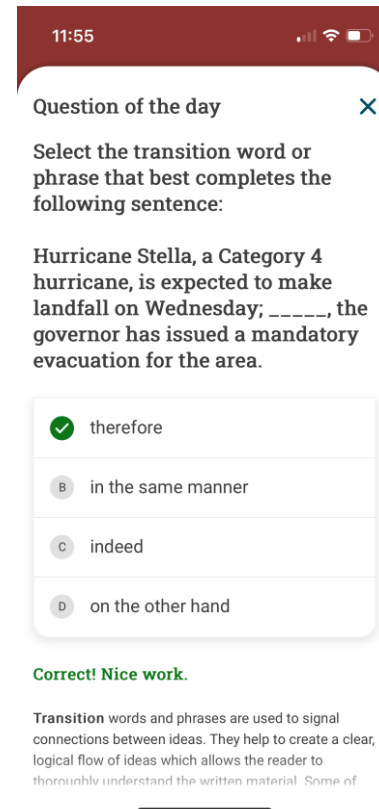 11:55
Question of the day
Select the transition word or
phrase that best completes the
following sentence:
Hurricane Stella, a Category 4
hurricane, is expected to make
landfall on Wednesday; _____, the
governor has issued a mandatory
evacuation for the area.
therefore
B in the same manner
C indeed
D on the other hand
Correct! Nice work.
Transition words and phrases are used to signal
connections between ideas. They help to create a clear,
logical flow of ideas which allows the reader to
thoroughly understand the written material. Some of